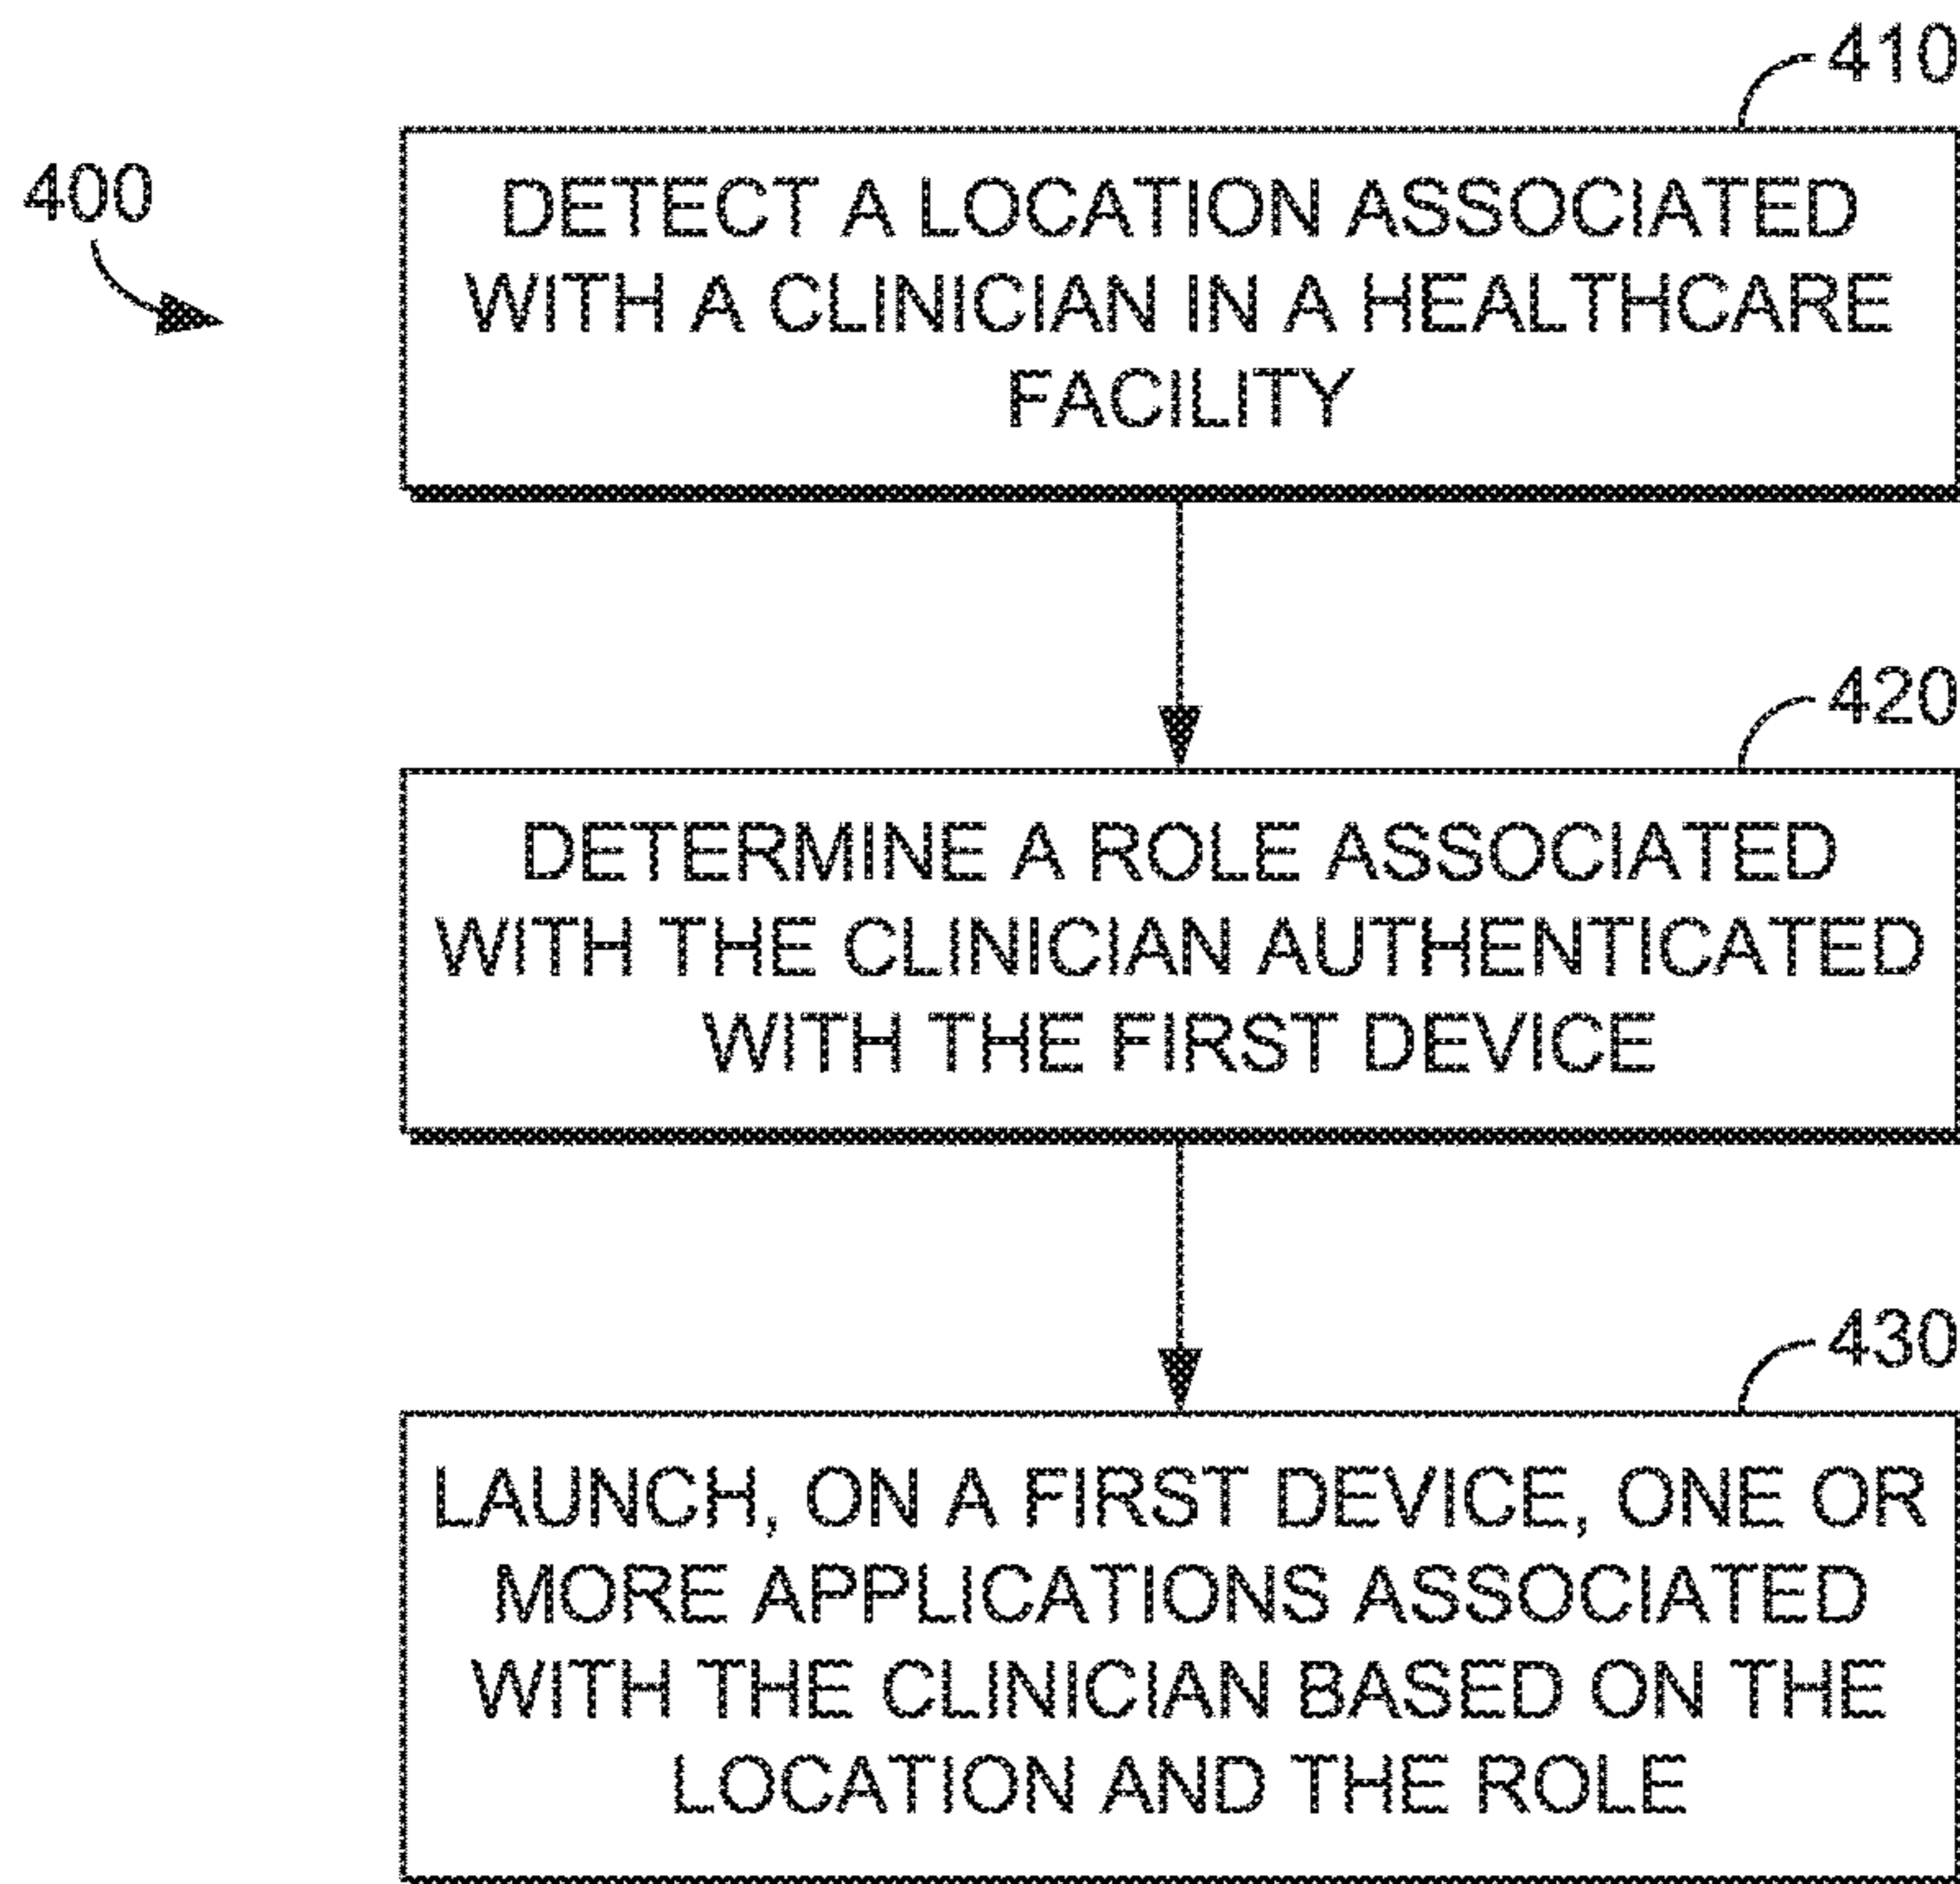 410
400
DETECT A LOCATION ASSOCIATED
WITH A CLINICIAN IN A HEALTHCARE
FACILITY
420
DETERMINE A ROLE ASSOCIATED
WITH THE CLINICIAN AUTHENTICATED
WITH THE FIRST DEVICE
430
LAUNCH, ON A FIRST DEVICE, ONE OR
MORE APPLICATIONS ASSOCIATED
WITH THE CLINICIAN BASED ON THE
LOCATION AND THE ROLE